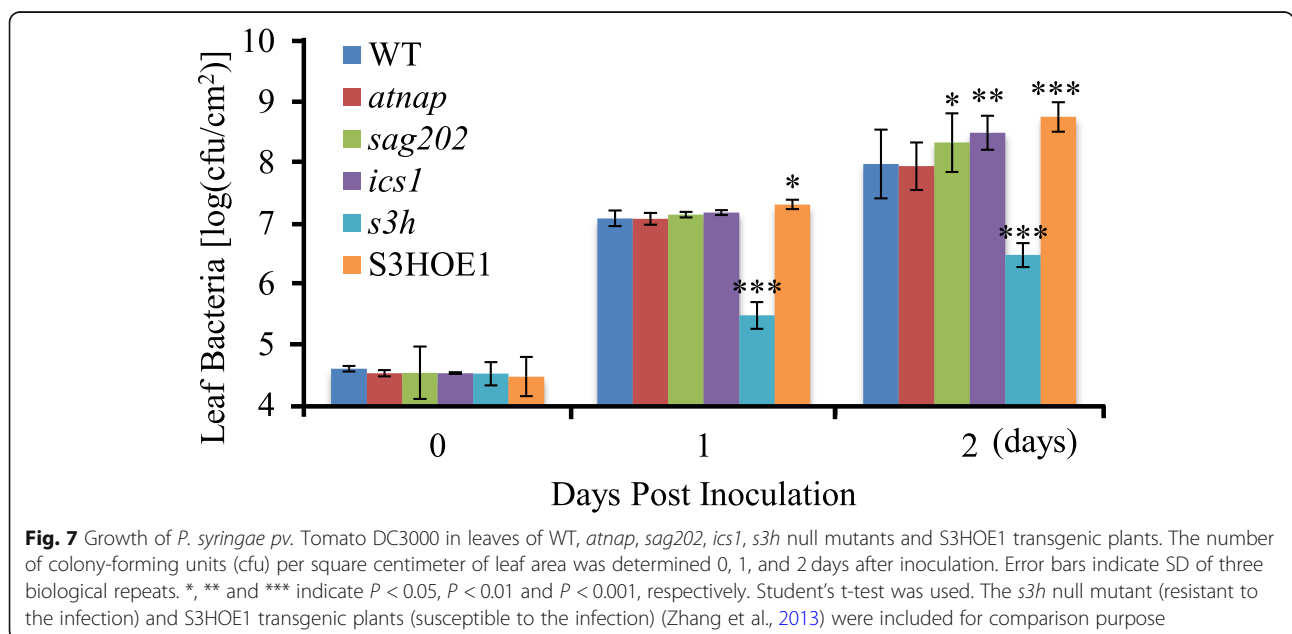 Leaf Bacteria [log(cfu/cm²)]
10
9
8
7
6
5
4
WT
atnap
sag202
ics1
s3h
S3HOE1
***
*
*
**
***
***
0
1
2 (days)
Days Post Inoculation
Fig. 7 Growth of P. syringae pv. Tomato DC3000 in leaves of WT, atnap, sag202, ics1, s3h null mutants and S3HOE1 transgenic plants. The number
of colony-forming units (cfu) per square centimeter of leaf area was determined 0, 1, and 2 days after inoculation. Error bars indicate SD of three
biological repeats. *, ** and *** indicate P < 0.05, P < 0.01 and P < 0.001, respectively. Student's t-test was used. The s3h null mutant (resistant to
the infection) and S3HOE1 transgenic plants (susceptible to the infection) (Zhang et al., 2013) were included for comparison purpose